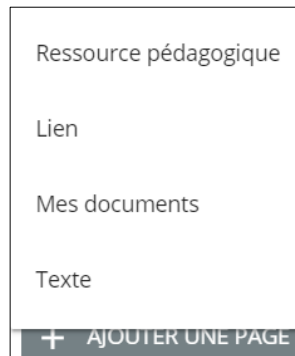 Ressource pédagogique
Lien
Mes documents
Texte
+ AJOUTER UNE PAGE